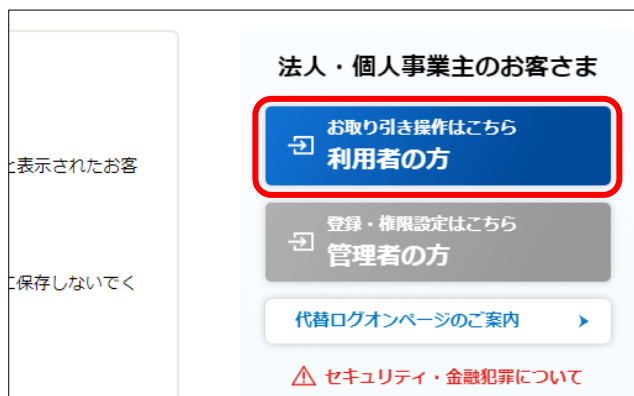 法人・個人事業主のお客さま
お取り引き操作はこちら
利用者の方
と表示されたお客
登録・権限設定はこちら
管理者の方
に保存しないでく
代替ログオンページのご案内
セキュリティ・金融犯罪について